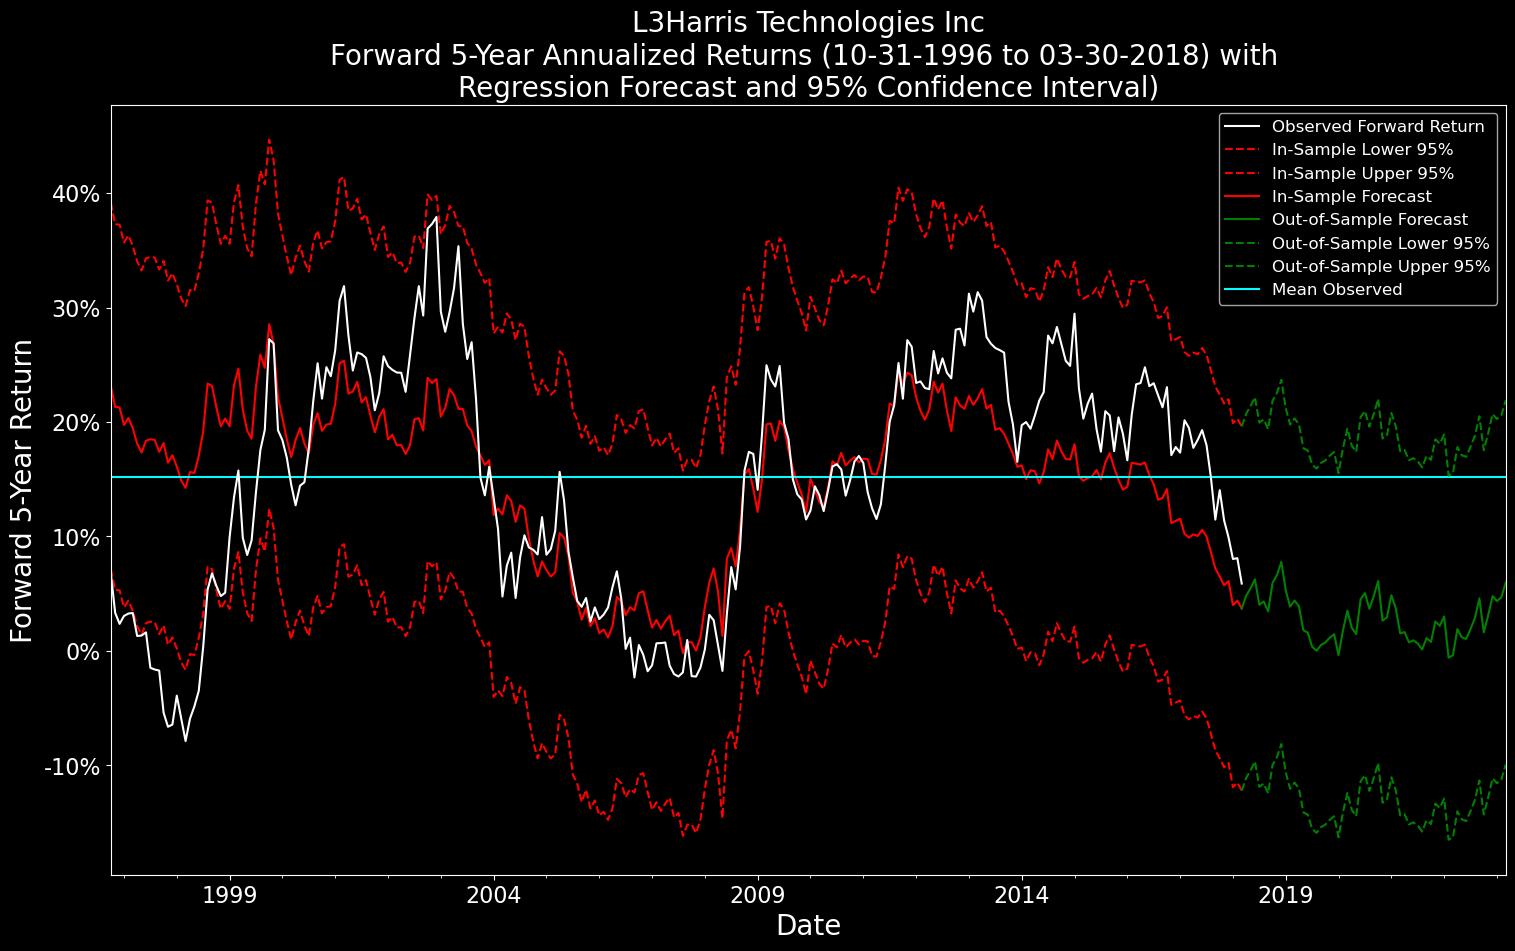 L3Harris Technologies Inc
Forward 5-Year Annualized Returns (10-31-1996 to 03-30-2018) with
Regression Forecast and 95% Confidence Interval)
Observed Forward Return
In-Sample Lower 95%
In-Sample Upper 95%
In-Sample Forecast
Out-of-Sample Forecast
Out-of-Sample Lower 95%
Out-of-Sample Upper 95%
Mean Observed
Forward 5-Year Return
40%
30%
20%
10%
0%
-10%
1999
2004
2009
2014
2019
Date